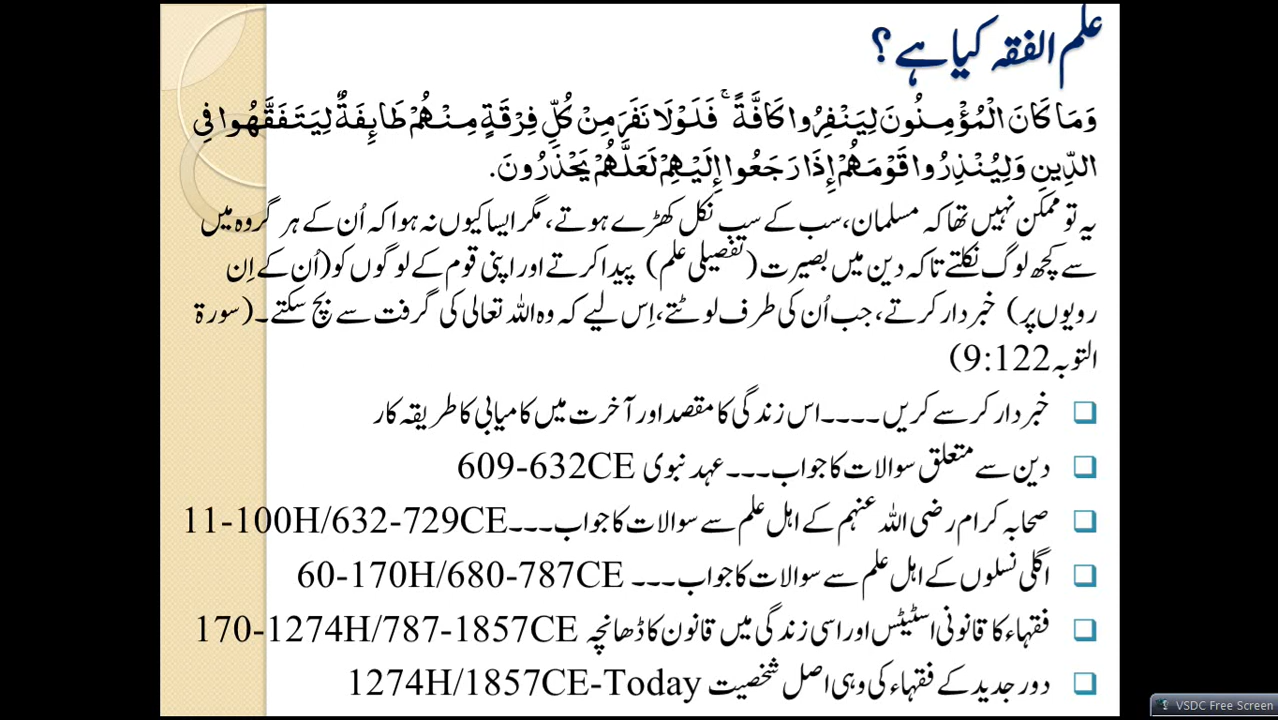 علم الفقہ کیا ہے؟
وَمَا كَانَ الْمُؤْمِنُونَ لِيَنْفِرُوا كَافَّةً ۚ فَلَوْلَا نَفَرَ مِنْ كُلِّ فِرْقَةٍ مِنْهُمْ طَائِفَةٌ لِيَتَفَقَّهُوا فِي
الدِّينِ وَلِيُنْذِرُوا قَوْمَهُمْ إِذَا رَجَعُوا إِلَيْهِمْ لَعَلَّهُمْ يَحْذَرُونَ.
یہ تو ممکن نہیں تھا کہ مسلمان، سب کے سب نکل کھڑے ہوتے، مگر ایسا کیوں نہ ہوا کہ اُن کے ہر گروہ میں
سے کچھ لوگ نکلتے تاکہ دین میں بصیرت (تفصیلی علم) پیدا کرتے اور اپنی قوم کے لوگوں کو (اُن کے اِن
رویوں پر) خبردار کرتے، جب اُن کی طرف لوٹتے، اِس لیے کہ وہ اللہ تعالی کی گرفت سے بچ سکتے۔ (سورۃ
التوبہ 9:122)
خبردار کر سے کریں۔۔۔۔اس زندگی کا مقصد اور آخرت میں کامیابی کا طریقہ کار
دین سے متعلق سوالات کا جواب۔۔۔عہد نبوی 609-632CE
صحابہ کرام رضی اللہ عنہم کے اہل علم سے سوالات کا جواب۔۔۔11-100H/632-729CE
اگلی نسلوں کے اہل علم سے سوالات کا جواب۔۔۔ 60-170H/680-787CE
فقہاء کا قانونی اسٹیٹس اور اسی زندگی میں قانون کا ڈھانچہ 170-1274H/787-1857CE
دور جدید کے فقہاء کی وہی اصل شخصیت 1274H/1857CE-Today
VSDC Free Screen